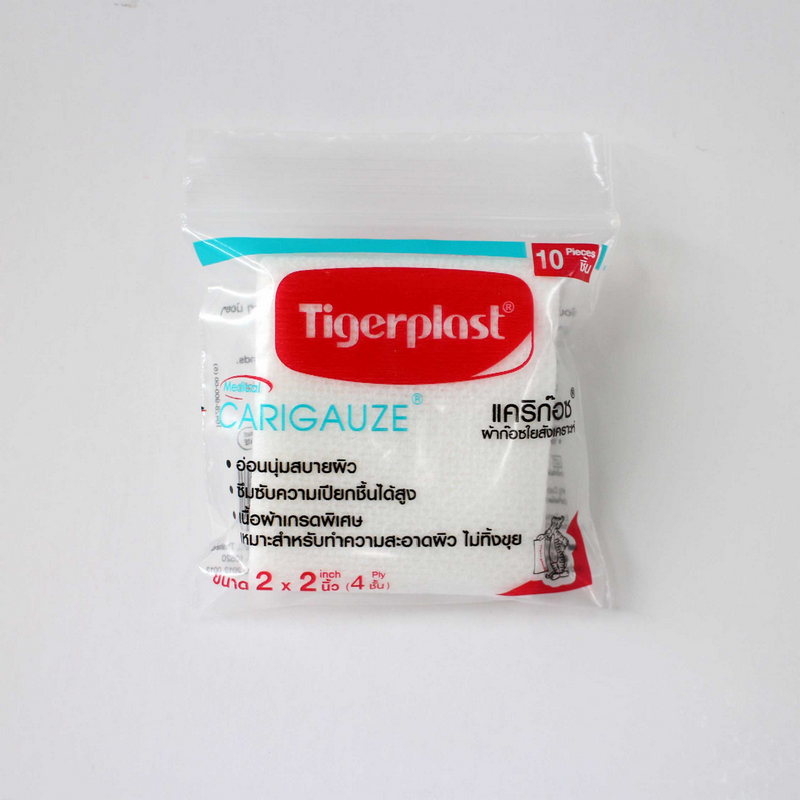 10 Pieces ชิ้น
Tigerplast®
Medical
CARIGAUZE®
แคริก๊อซ®
ผ้าก๊อซใยสังเคราะห์
• อ่อนนุ่มสบายผิว
• ซึมซับความเปียกชื้นได้สูง
• เนื้อผ้าเกรดพิเศษ
เหมาะสำหรับทำความสะอาดผิว ไม่ทิ้งขุย
ขนาด 2 x 2 inch นิ้ว (4 Ply ชั้น)